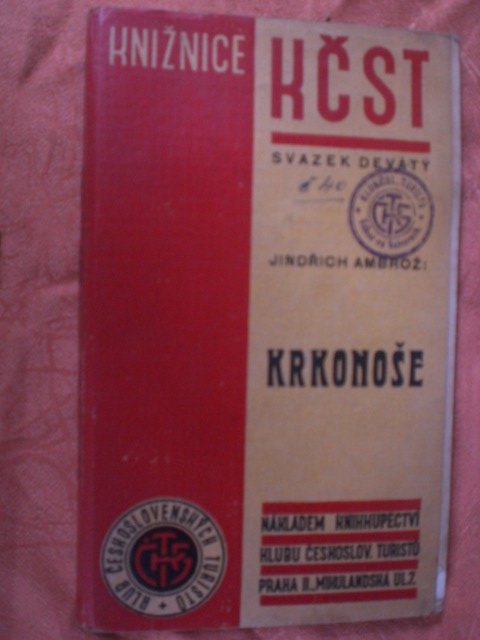 KNIŽNICE KČST
SVAZEK DEVÁTÝ
JINDŘICH AMBROŽ:
KRKONOŠE
NÁKLADEM KNIHKUPECTVÍ
KLUBU ČESKOSLOV. TURISTŮ
PRAHA II., MIKULANDSKÁ UL. 7.
KLUB ČESKOSLOVENSKÝCH TURISTŮ
KČST